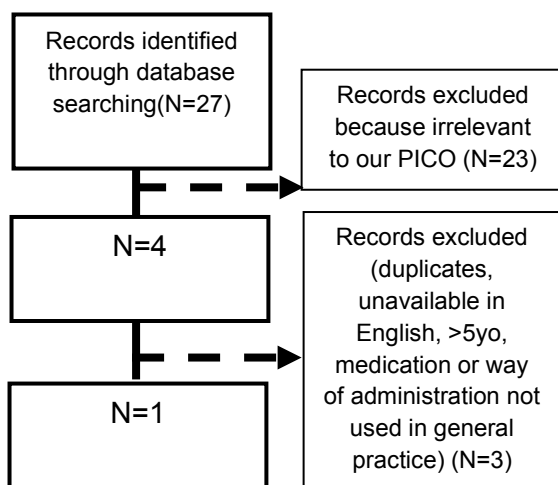 Records identified
through database
searching(N=27)
Records excluded
because irrelevant
to our PICO (N=23)
N=4
Records excluded
(duplicates,
unavailable in
English, >5yo,
medication or way
of administration not
used in general
practice) (N=3)
N=1